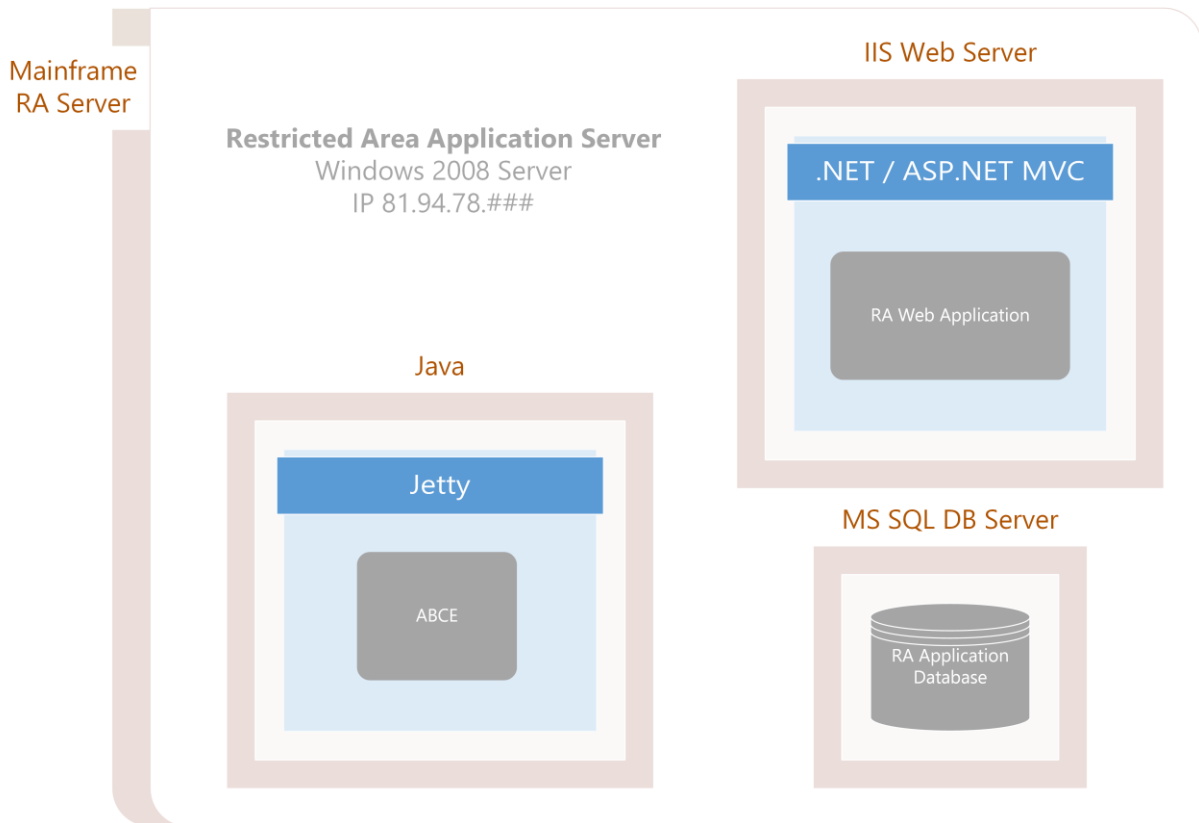 Mainframe
RA Server
Restricted Area Application Server
Windows 2008 Server
IP 81.94.78.###
IIS Web Server
.NET / ASP.NET MVC
RA Web Application
Java
Jetty
ABCE
MS SQL DB Server
RA Application
Database